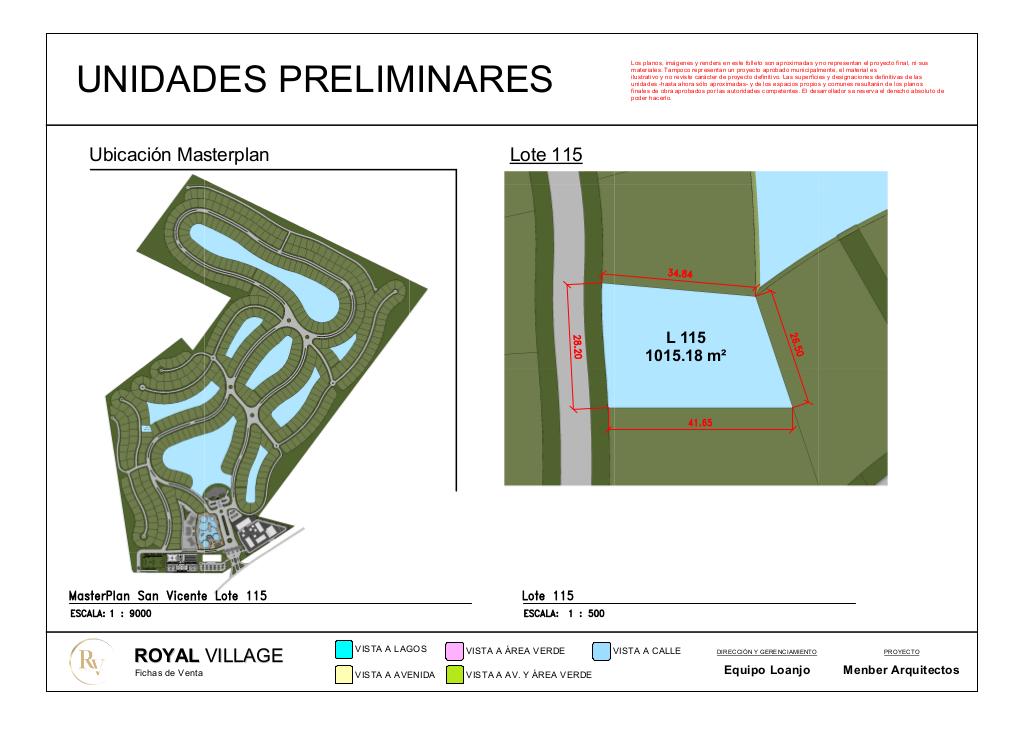 UNIDADES PRELIMINARES
Los planos, imágenes y renders en este folleto son aproximadas y no representan el proyecto final, ni sus
materiales. Tampoco representan un proyecto aprobado municipalmente, el material es
ilustrativo y no reviste carácter de proyecto definitivo. Las superficies y designaciones definitivas de las
unidades -hasta ahora sólo aproximadas- y de los espacios propios y comunes resultarán de los planos
finales de obra aprobados por las autoridades competentes. El desarrollador se reserva el derecho absoluto de
poder hacerlo.
Ubicación Masterplan
Lote 115
34.84
28.20
L 115
1015.18 m²
26.50
41.65
MasterPlan San Vicente Lote 115
ESCALA: 1 : 9000
Lote 115
ESCALA: 1 : 500
RV
ROYAL VILLAGE
Fichas de Venta
VISTA A LAGOS
VISTA A ÁREA VERDE
VISTA A CALLE
VISTA A AVENIDA
VISTA A AV. Y ÁREA VERDE
DIRECCIÓN Y GERENCIAMIENTO
Equipo Loanjo
PROYECTO
Menber Arquitectos